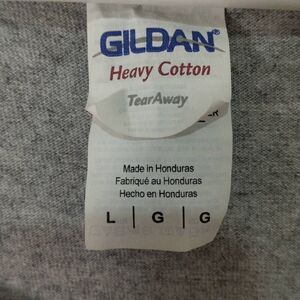 GILDAN®
Heavy Cotton
TearAway
Made in Honduras
Fabriqué au Honduras
Hecho en Honduras
L | G | G